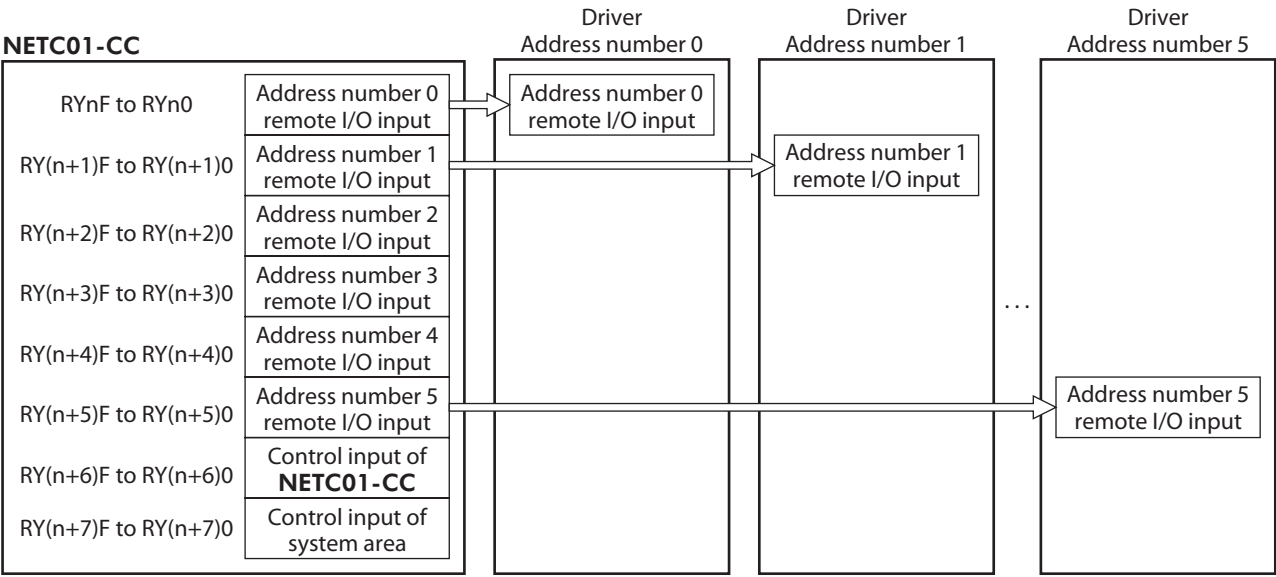 NETC01-CC
Driver
Address number 0
Driver
Address number 1
Driver
Address number 5
RYnF to RYn0
Address number 0
remote I/O input
Address number 0
remote I/O input
RY(n+1)F to RY(n+1)0
Address number 1
remote I/O input
Address number 1
remote I/O input
RY(n+2)F to RY(n+2)0
Address number 2
remote I/O input
RY(n+3)F to RY(n+3)0
Address number 3
remote I/O input
...
RY(n+4)F to RY(n+4)0
Address number 4
remote I/O input
RY(n+5)F to RY(n+5)0
Address number 5
remote I/O input
Address number 5
remote I/O input
RY(n+6)F to RY(n+6)0
Control input of
NETC01-CC
RY(n+7)F to RY(n+7)0
Control input of
system area